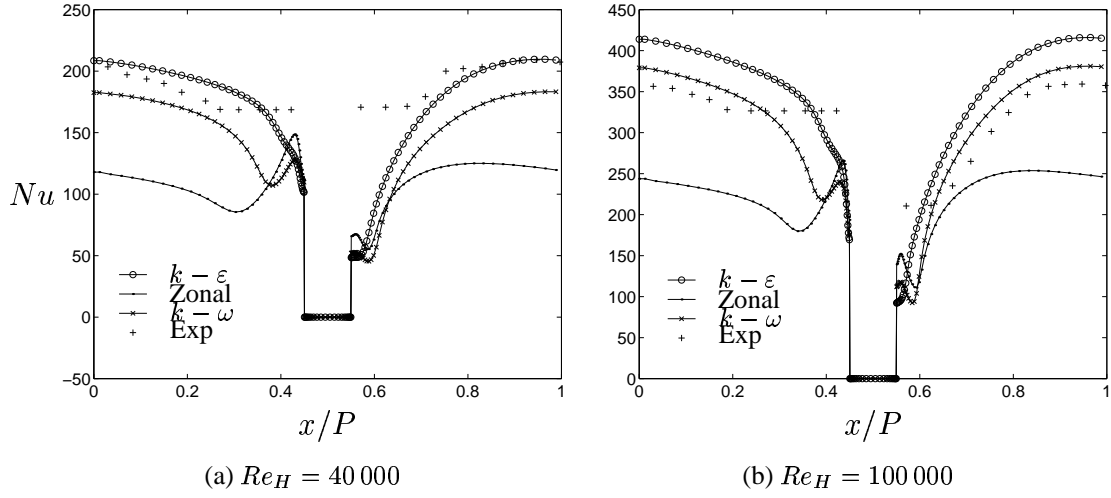 250
200
150
100
50
0
−50
Nu
0 0.2 0.4 0.6 0.8 1
x/P
k − ε
Zonal
k − ω
Exp
(a) Re_H = 40 000
450
400
350
300
250
200
150
100
50
0
0 0.2 0.4 0.6 0.8 1
x/P
k − ε
Zonal
k − ω
Exp
(b) Re_H = 100 000